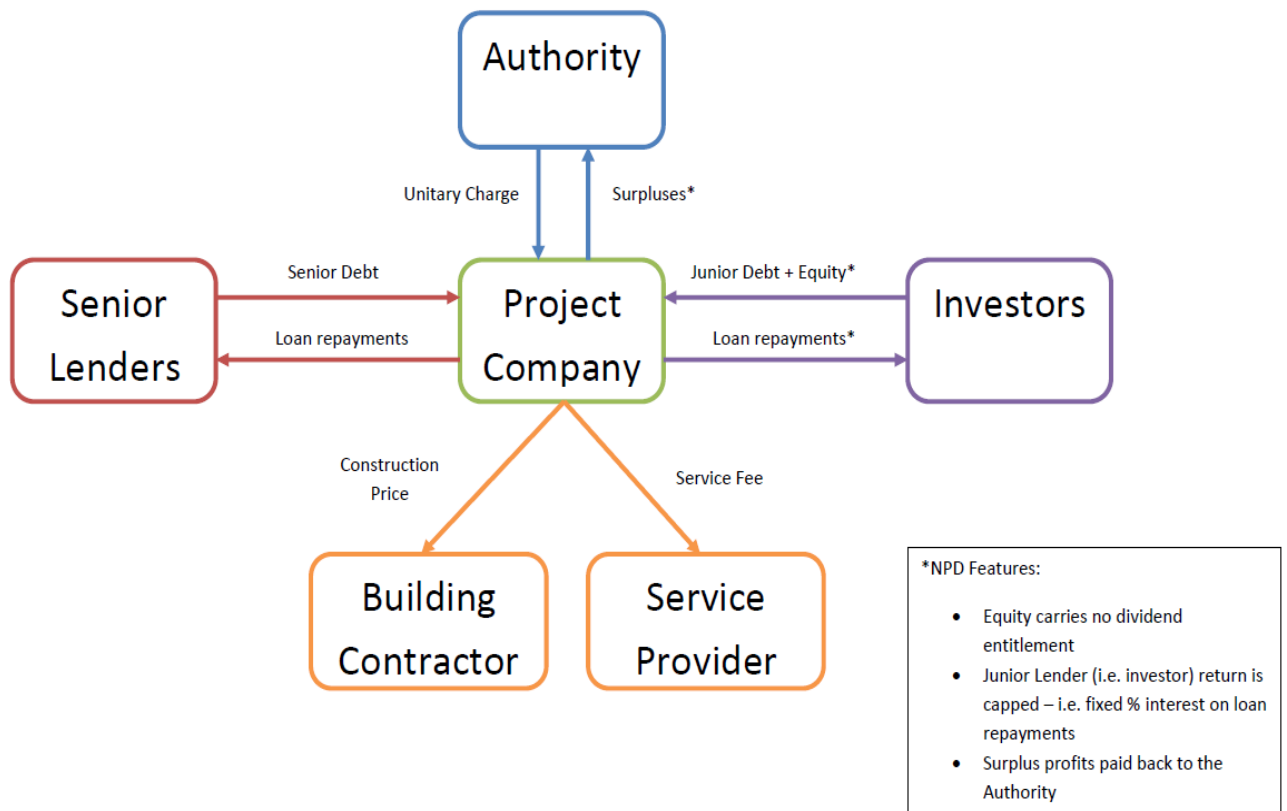 Authority
Unitary Charge
Surpluses*
Senior
Lenders
Senior Debt
Loan repayments
Project
Company
Junior Debt + Equity*
Loan repayments*
Investors
Construction
Price
Service Fee
Building
Contractor
Service
Provider
*NPD Features:
• Equity carries no dividend
entitlement
• Junior Lender (i.e. investor) return is
capped – i.e. fixed % interest on loan
repayments
• Surplus profits paid back to the
Authority